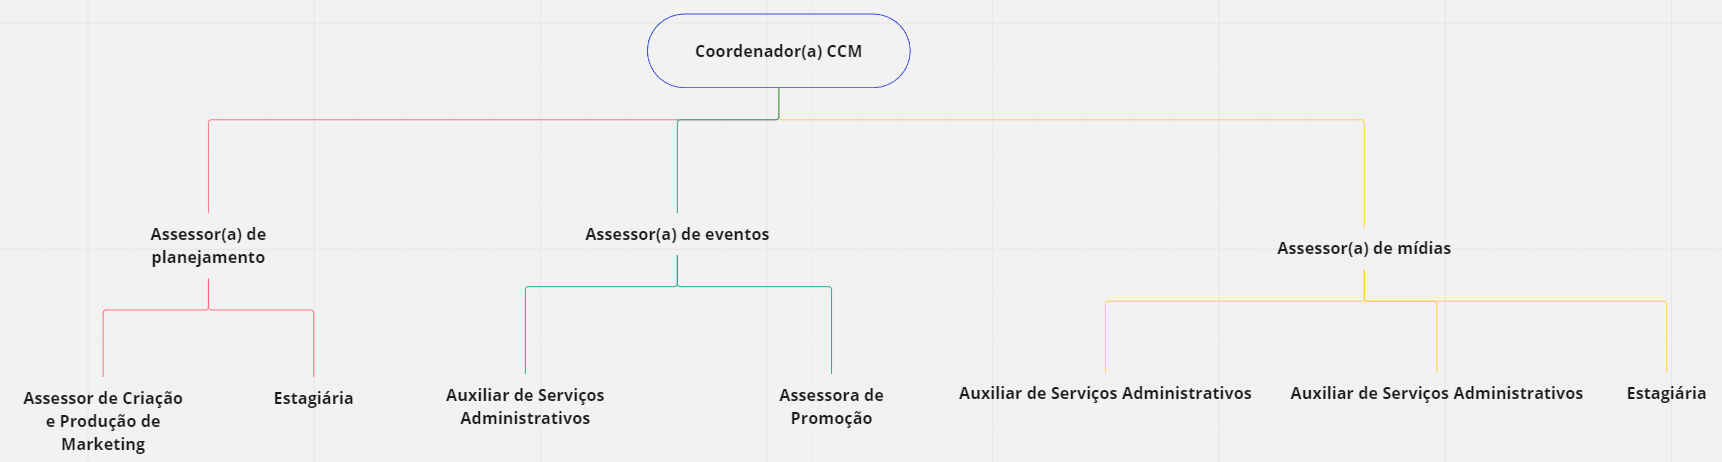 Coordenador(a) CCM
Assessor(a) de
planejamento
Assessor(a) de eventos
Assessor(a) de mídias
Assessor de Criação
e Produção de
Marketing
Estagiária
Auxiliar de Serviços
Administrativos
Assessora de
Promoção
Auxiliar de Serviços Administrativos
Auxiliar de Serviços Administrativos
Estagiária